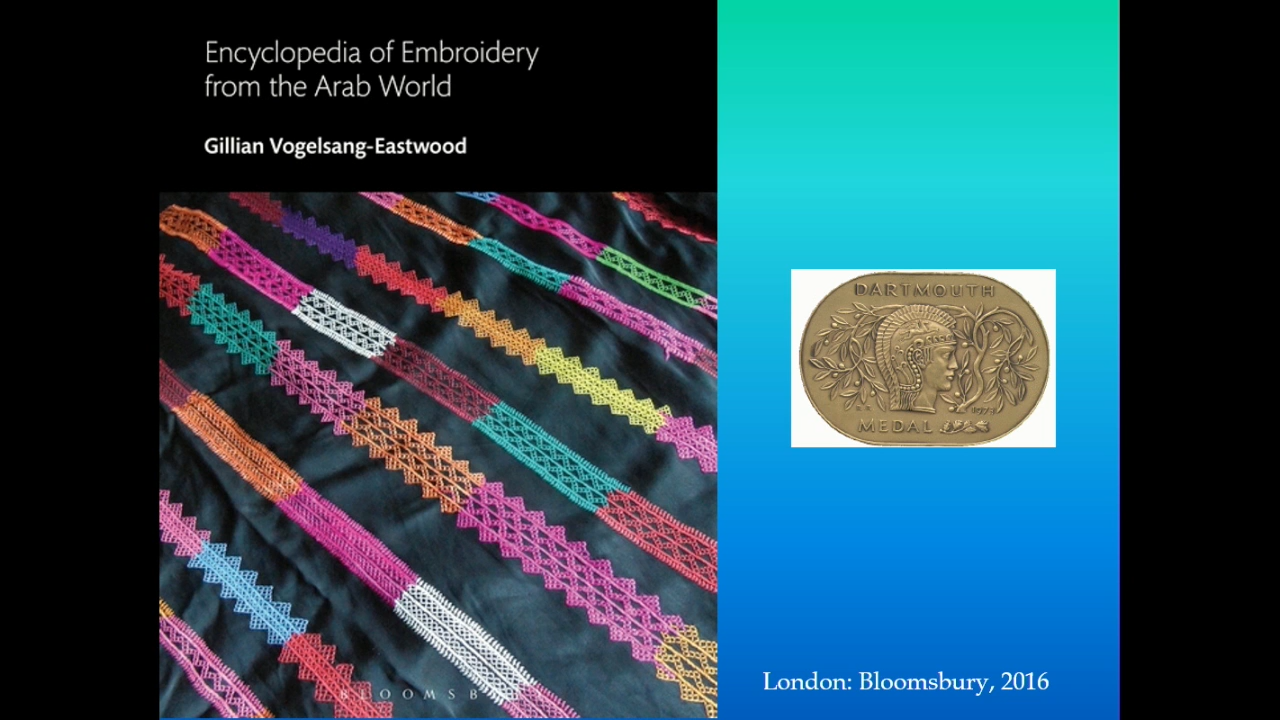 Encyclopedia of Embroidery
from the Arab World
Gillian Vogelsang-Eastwood
DARTMOUTH
MEDAL
London: Bloomsbury, 2016